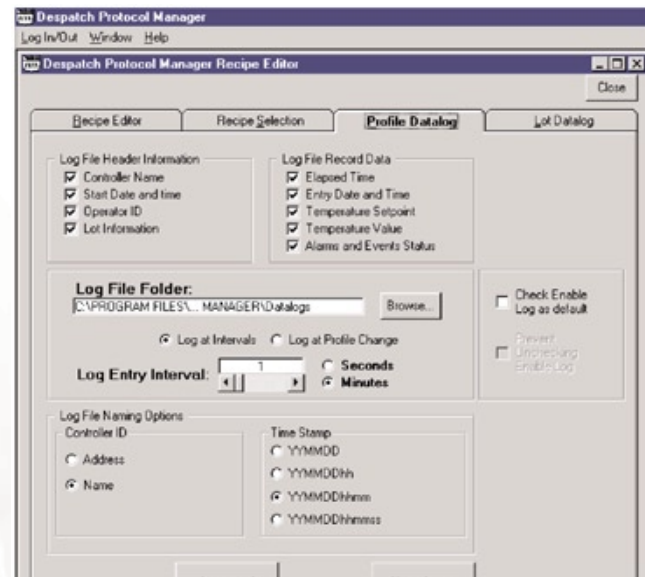 Despatch Protocol Manager
Log In/Out Window Help
Despatch Protocol Manager Recipe Editor
Close
Recipe Editor
Recipe Selection
Profile Datalog
Lot Datalog
Log File Header Information
Controller Name
Start Date and time
Operator ID
Lot Information
Log File Record Data
Elapsed Time
Entry Date and Time
Temperature Setpoint
Temperature Value
Alarms and Events Status
Log File Folder:
C:\PROGRAM FILES\... MANAGER\Datalogs
Browse...
Check Enable
Log as default
Log at Intervals Log at Profile Change
Prevent
Unchecking
Enable Log
Log Entry Interval: 1
Seconds
Minutes
Log File Naming Options
Controller ID
Address
Name
Time Stamp
YYMMDD
YYMMDDhh
YYMMDDhhmm
YYMMDDhhmmss